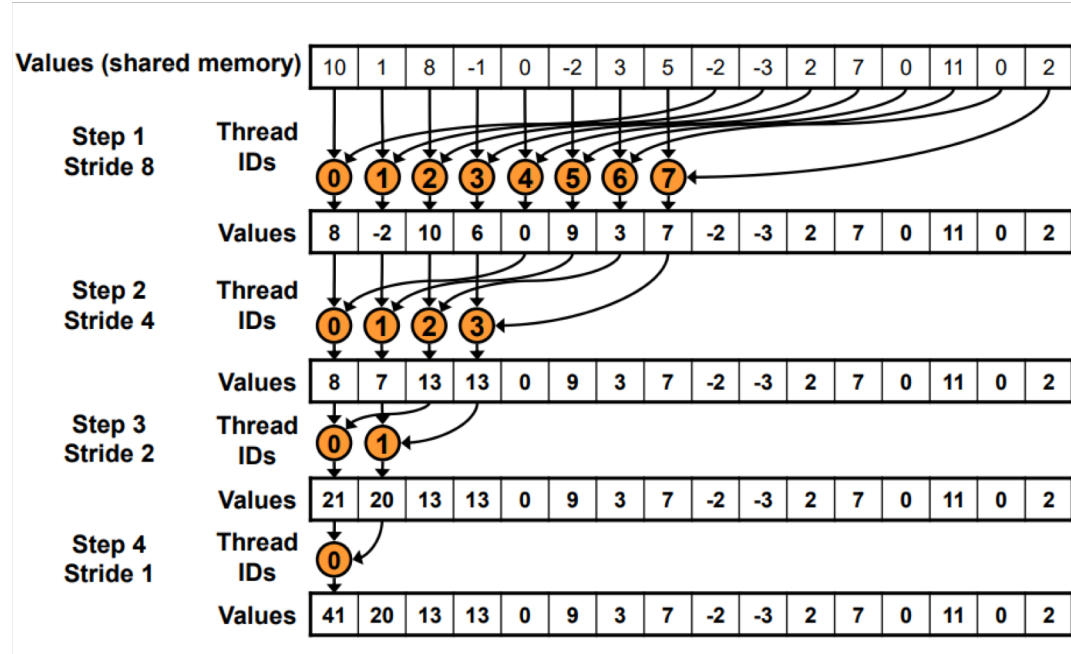 Values (shared memory) 10 1 8 -1 0 -2 3 5 -2 -3 2 7 0 11 0 2
Step 1 Thread
Stride 8 IDs
0 1 2 3 4 5 6 7
Values 8 -2 10 6 0 9 3 7 -2 -3 2 7 0 11 0 2
Step 2 Thread
Stride 4 IDs
0 1 2 3
Values 8 7 13 13 0 9 3 7 -2 -3 2 7 0 11 0 2
Step 3 Thread
Stride 2 IDs
0 1
Values 21 20 13 13 0 9 3 7 -2 -3 2 7 0 11 0 2
Step 4 Thread
Stride 1 IDs
0
Values 41 20 13 13 0 9 3 7 -2 -3 2 7 0 11 0 2